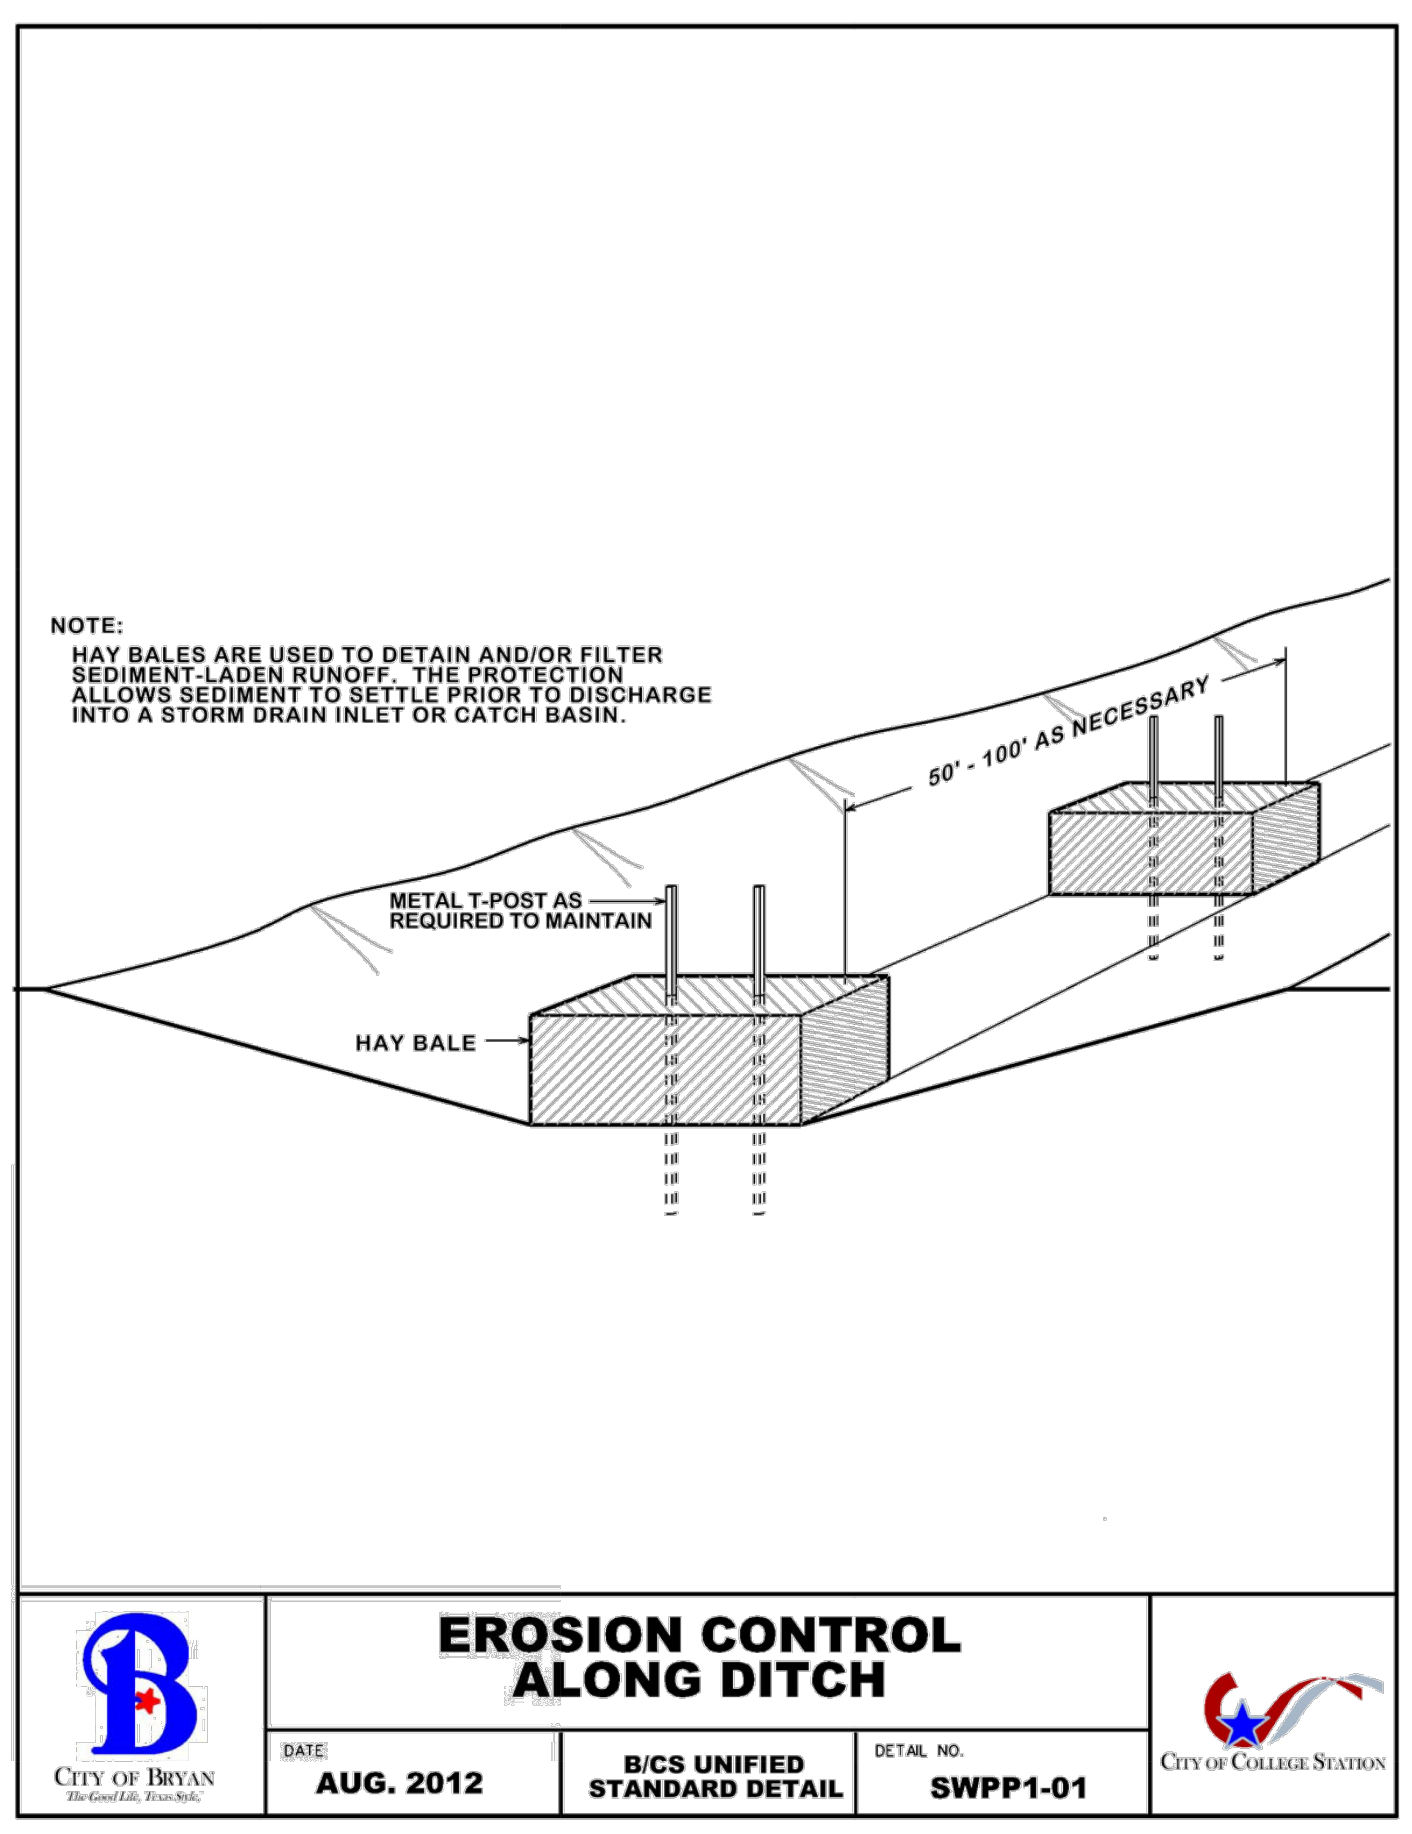 NOTE:
HAY BALES ARE USED TO DETAIN AND/OR FILTER
SEDIMENT-LADEN RUNOFF. THE PROTECTION
ALLOWS SEDIMENT TO SETTLE PRIOR TO DISCHARGE
INTO A STORM DRAIN INLET OR CATCH BASIN.
50' - 100' AS NECESSARY
METAL T-POST AS
REQUIRED TO MAINTAIN
HAY BALE
EROSION CONTROL
ALONG DITCH
B
CITY OF BRYAN
The Good Life, Texas Style.
DATE
AUG. 2012
B/CS UNIFIED
STANDARD DETAIL
DETAIL NO.
SWPP1-01
CITY OF COLLEGE STATION